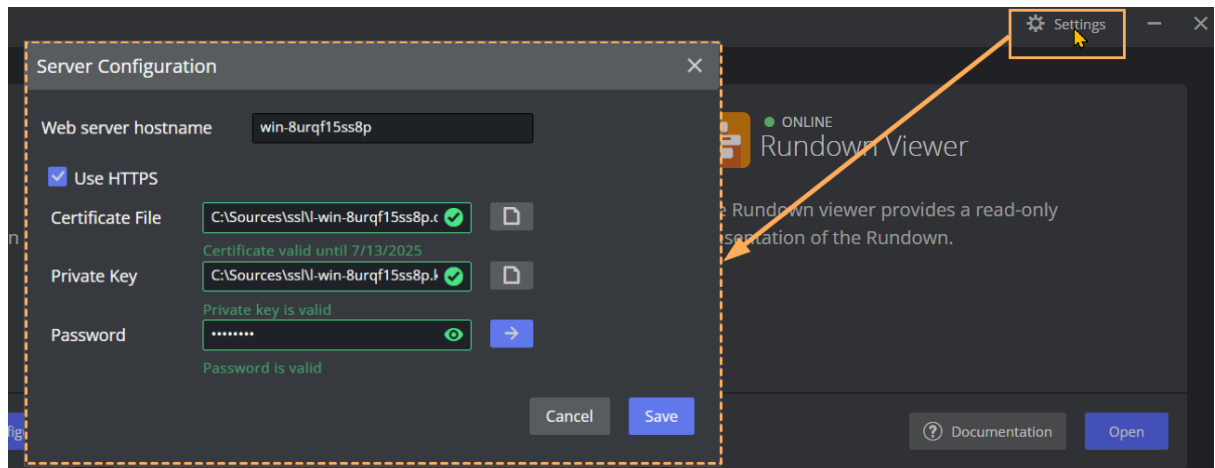 Settings
Server Configuration
Web server hostname
win-8urqf15ss8p
Use HTTPS
Certificate File
C:\Sources\ssl\l-win-8urqf15ss8p.c
Certificate valid until 7/13/2025
Private Key
C:\Sources\ssl\l-win-8urqf15ss8p.k
Private key is valid
Password
••••••••
Password is valid
Cancel
Save
ONLINE
Rundown Viewer
Rundown viewer provides a read-only
of the Rundown.
Documentation
Open